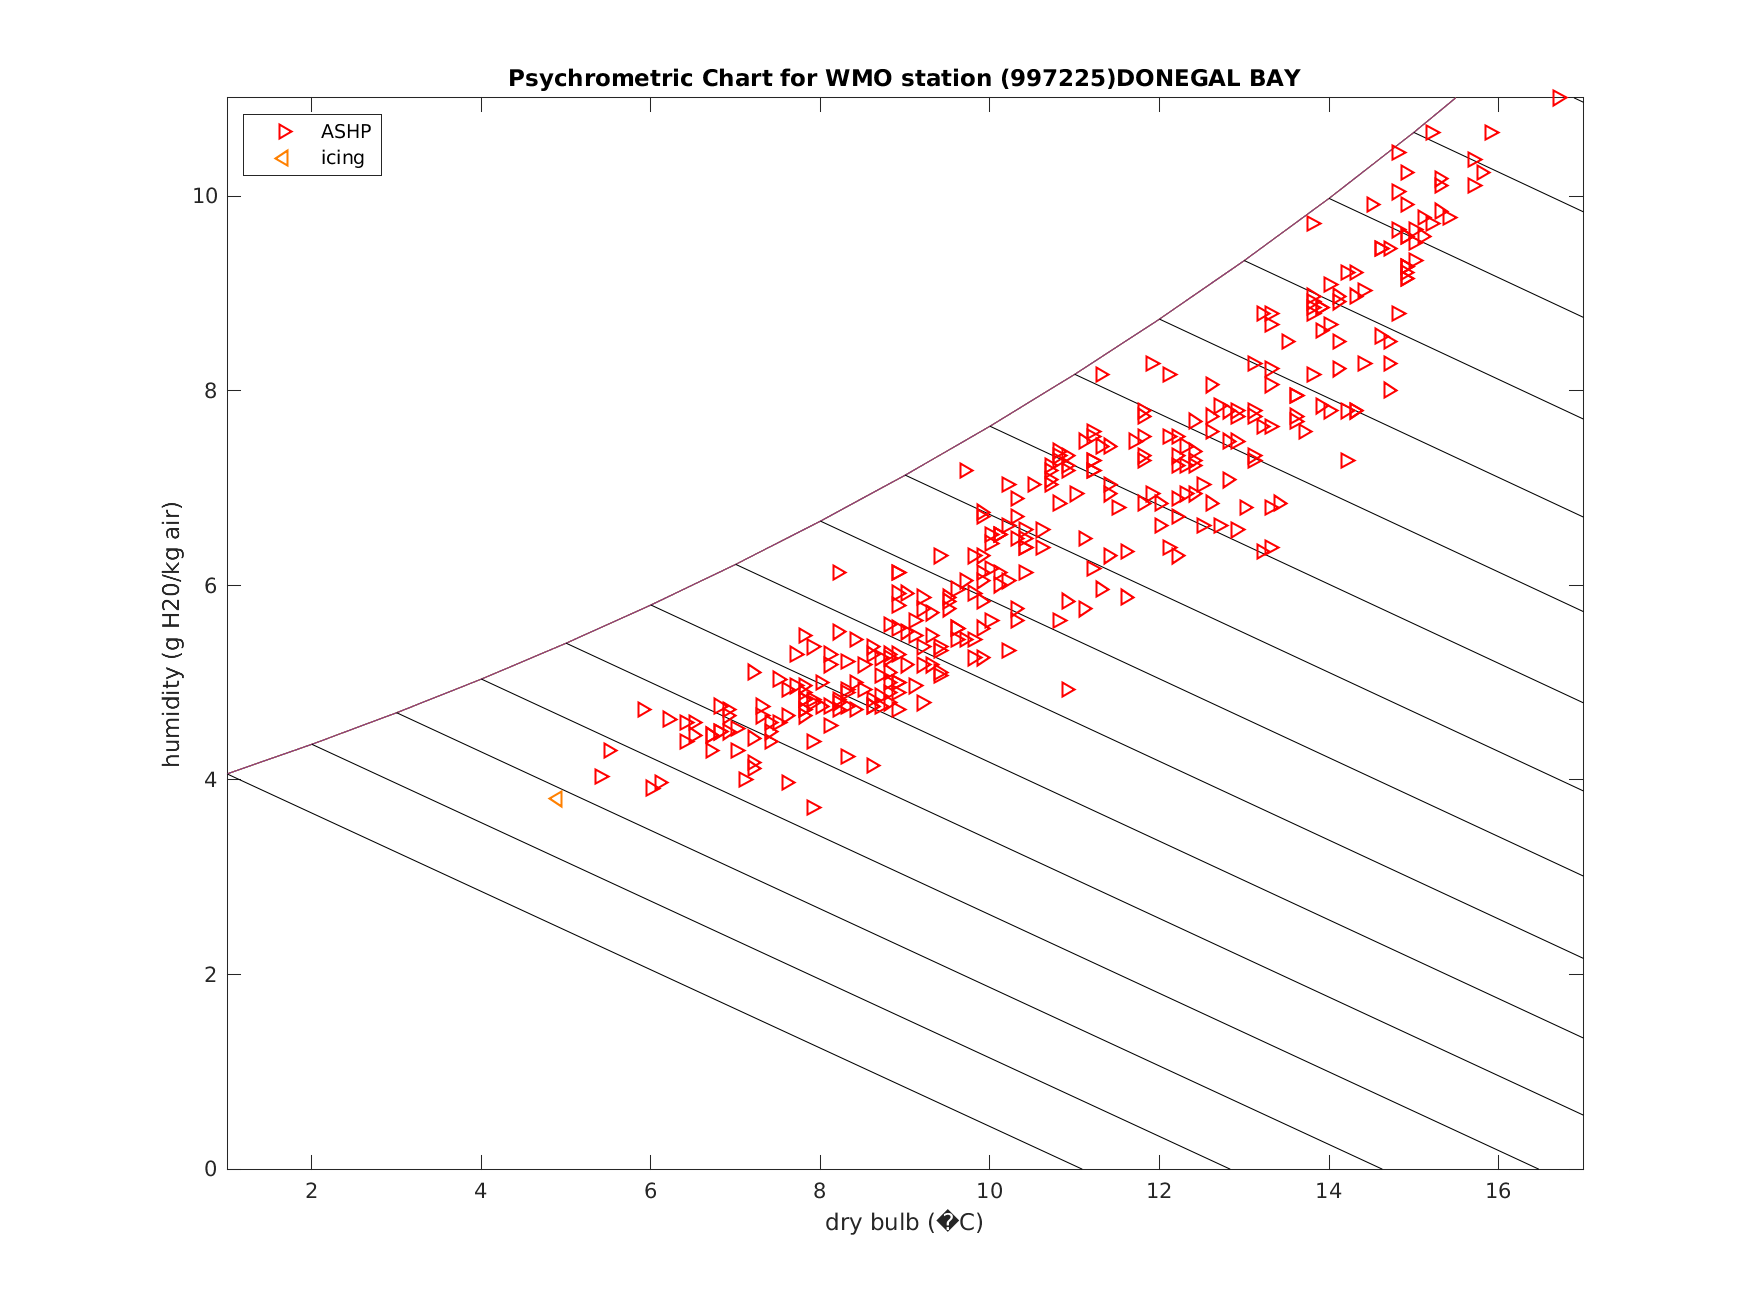 Psychrometric Chart for WMO station (997225)DONEGAL BAY
ASHP
icing
humidity (g H20/kg air)
10
8
6
4
2
0
2 4 6 8 10 12 14 16
dry bulb (�C)